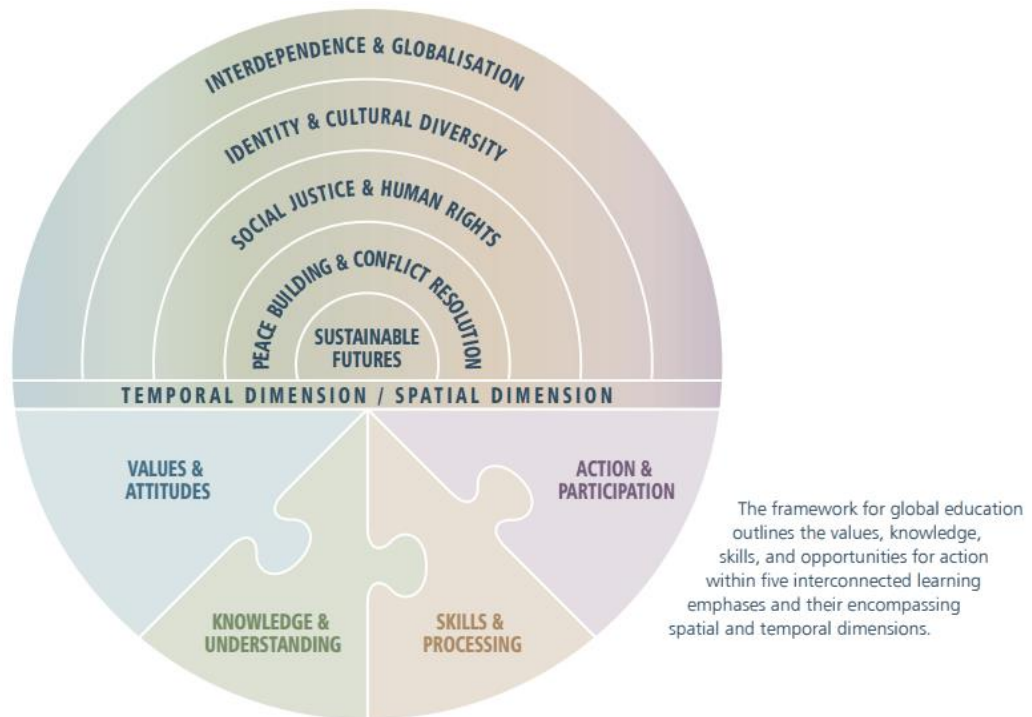 INTERDEPENDENCE & GLOBALISATION
IDENTITY & CULTURAL DIVERSITY
SOCIAL JUSTICE & HUMAN RIGHTS
PEACE BUILDING & CONFLICT RESOLUTION
SUSTAINABLE
FUTURES
TEMPORAL DIMENSION / SPATIAL DIMENSION
VALUES &
ATTITUDES
KNOWLEDGE &
UNDERSTANDING
SKILLS &
PROCESSING
ACTION &
PARTICIPATION
The framework for global education
outlines the values, knowledge,
skills, and opportunities for action
within five interconnected learning
emphases and their encompassing
spatial and temporal dimensions.